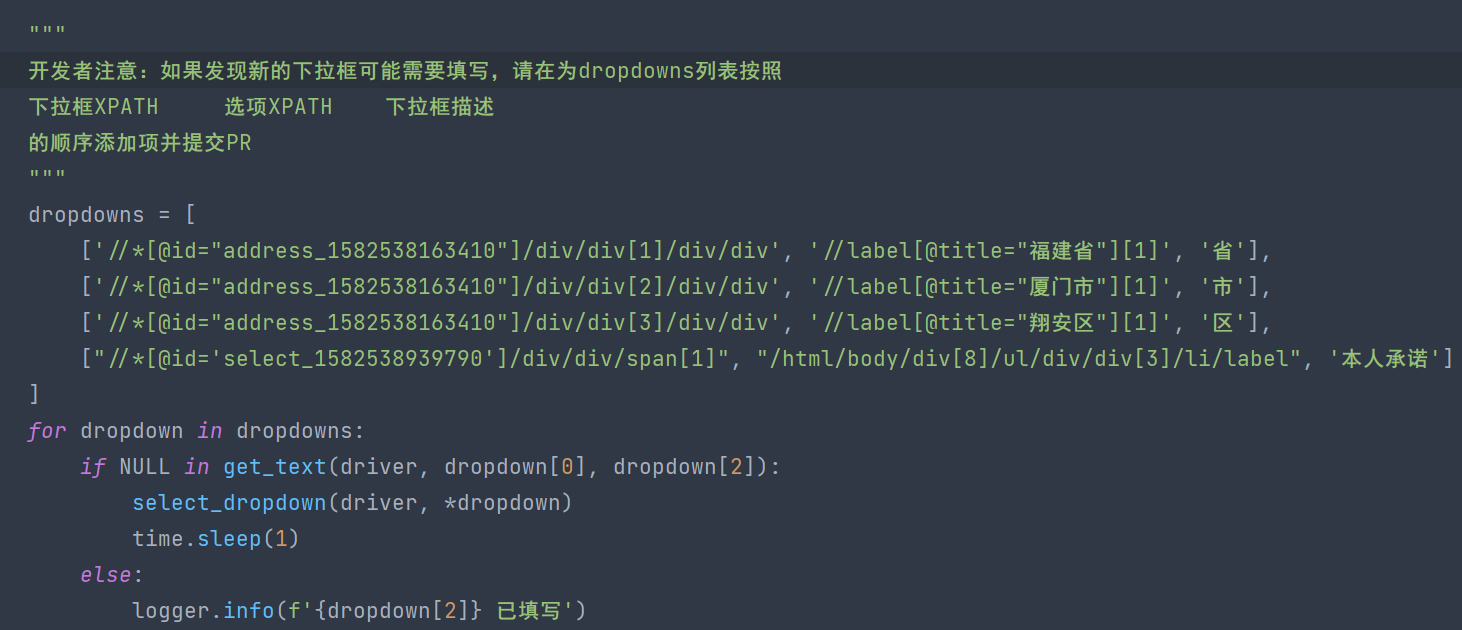 """
开发者注意：如果发现新的下拉框可能需要填写，请在为dropdowns列表按照
下拉框XPATH     选项XPATH    下拉框描述
的顺序添加项并提交PR
"""
dropdowns = [
    ['//*[@id="address_1582538163410"]/div/div[1]/div/div', '//label[@title="福建省"][1]', '省'],
    ['//*[@id="address_1582538163410"]/div/div[2]/div/div', '//label[@title="厦门市"][1]', '市'],
    ['//*[@id="address_1582538163410"]/div/div[3]/div/div', '//label[@title="翔安区"][1]', '区'],
    ["//*[@id='select_1582538939790']/div/div/span[1]", "/html/body/div[8]/ul/div/div[3]/li/label", '本人承诺']
]
for dropdown in dropdowns:
    if NULL in get_text(driver, dropdown[0], dropdown[2]):
        select_dropdown(driver, *dropdown)
        time.sleep(1)
    else:
        logger.info(f'{dropdown[2]} 已填写')